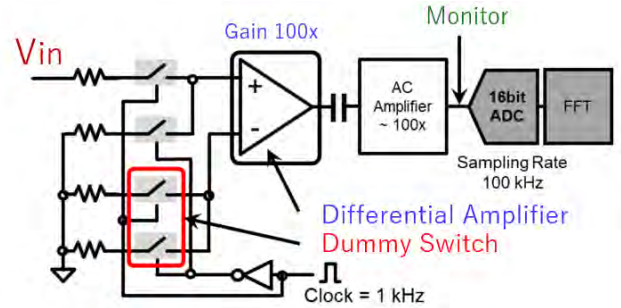 Monitor
Gain 100x
Vin
+
-
AC
Amplifier
~ 100x
16bit
ADC
FFT
Sampling Rate
100 kHz
Differential Amplifier
Dummy Switch
Clock = 1 kHz